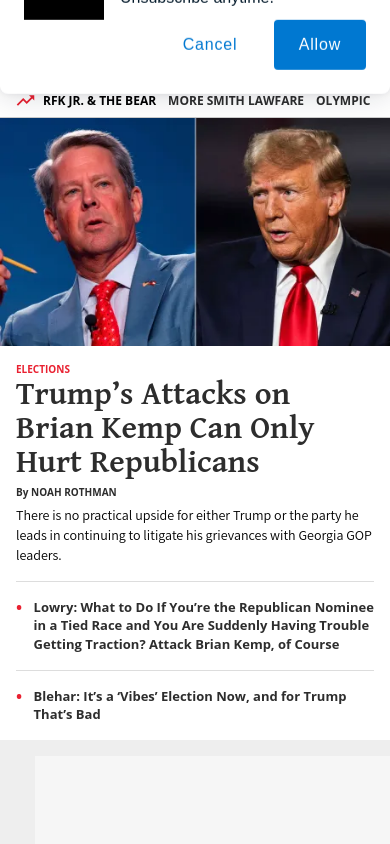 Unsubscribe anytime!
Cancel
Allow
RFK JR. & THE BEAR MORE SMITH LAWFARE OLYMPIC
ELECTIONS
Trump’s Attacks on
Brian Kemp Can Only
Hurt Republicans
By NOAH ROTHMAN
There is no practical upside for either Trump or the party he
leads in continuing to litigate his grievances with Georgia GOP
leaders.
Lowry: What to Do If You’re the Republican Nominee
in a Tied Race and You Are Suddenly Having Trouble
Getting Traction? Attack Brian Kemp, of Course
Blehar: It’s a ‘Vibes’ Election Now, and for Trump
That’s Bad